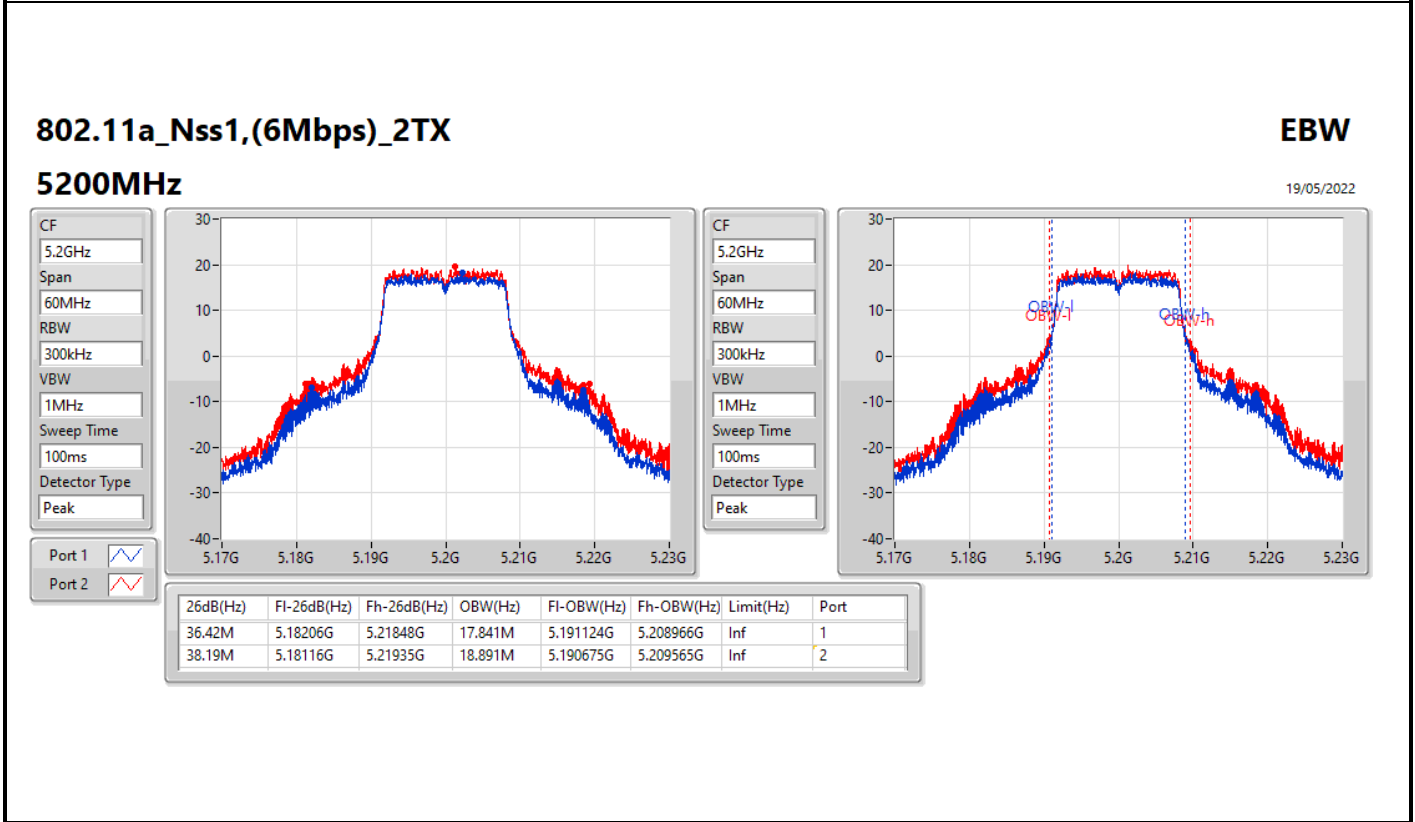 802.11a_Nss1,(6Mbps)_2TX
EBW
5200MHz
19/05/2022
CF
5.2GHz
Span
60MHz
RBW
300kHz
VBW
1MHz
Sweep Time
100ms
Detector Type
Peak
Port 1
Port 2
30
20
10
0
-10
-20
-30
-40
5.17G 5.18G 5.19G 5.2G 5.21G 5.22G 5.23G
CF
5.2GHz
Span
60MHz
RBW
300kHz
VBW
1MHz
Sweep Time
100ms
Detector Type
Peak
30
20
10
0
-10
-20
-30
-40
OBW-l
OBW-l
OBW-h
OBW-h
5.17G 5.18G 5.19G 5.2G 5.21G 5.22G 5.23G
26dB(Hz) Fl-26dB(Hz) Fh-26dB(Hz) OBW(Hz) Fl-OBW(Hz) Fh-OBW(Hz) Limit(Hz) Port
36.42M 5.18206G 5.21848G 17.841M 5.191124G 5.208966G Inf 1
38.19M 5.18116G 5.21935G 18.891M 5.190675G 5.209565G Inf 2